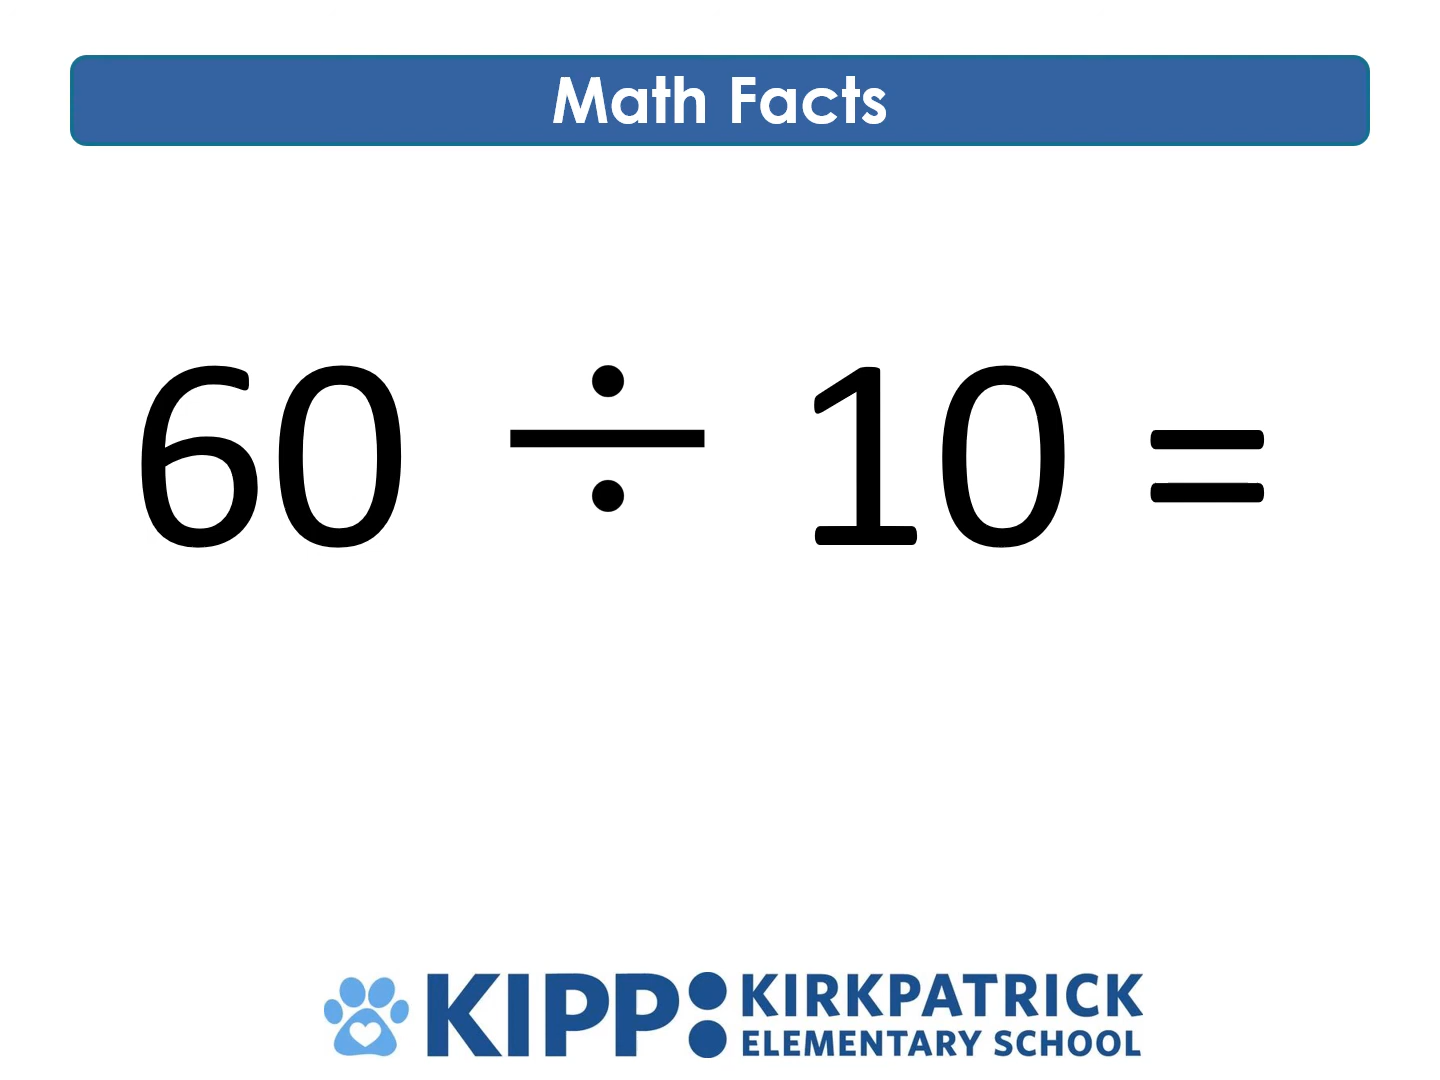 Math Facts
60 ÷ 10 =
KIPP: KIRKPATRICK
ELEMENTARY SCHOOL